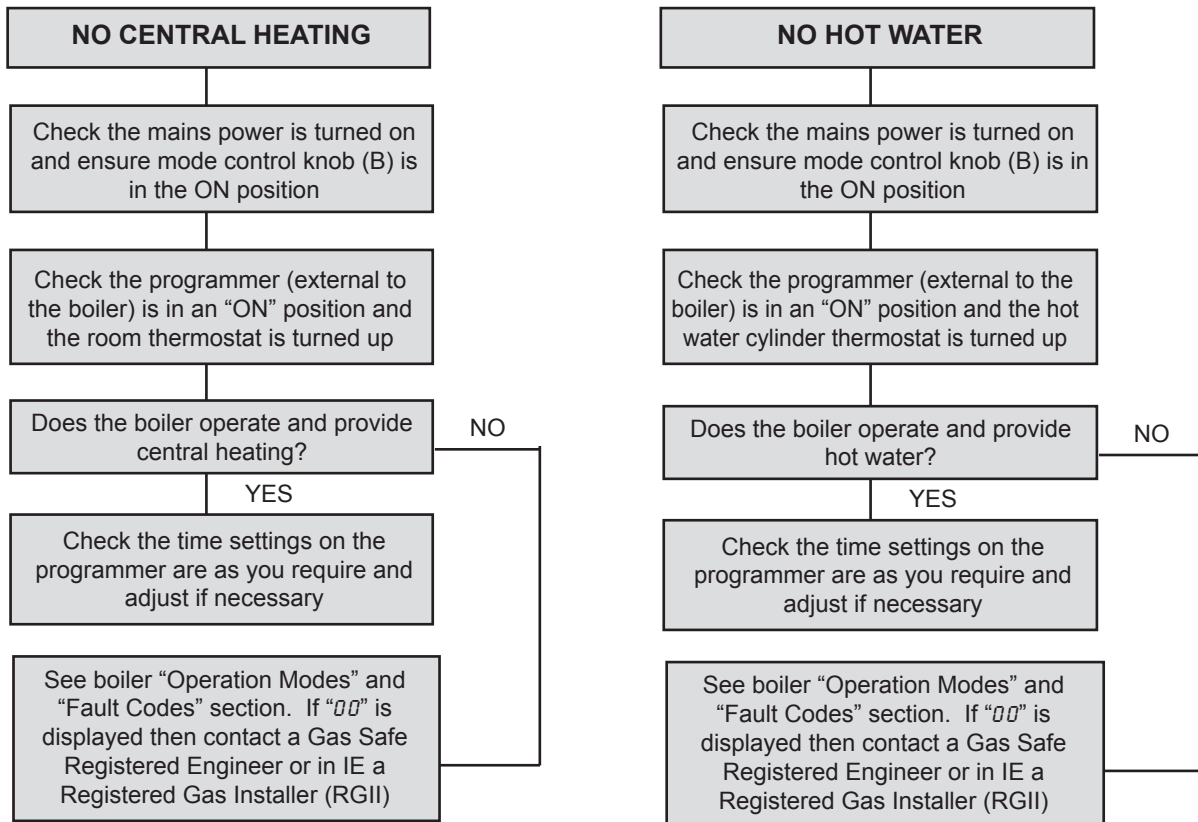 NO CENTRAL HEATING
Check the mains power is turned on
and ensure mode control knob (B) is
in the ON position
Check the programmer (external to
the boiler) is in an “ON” position and
the room thermostat is turned up
Does the boiler operate and provide
central heating?
NO
YES
Check the time settings on the
programmer are as you require and
adjust if necessary
See boiler “Operation Modes” and
“Fault Codes” section. If “00” is
displayed then contact a Gas Safe
Registered Engineer or in IE a
Registered Gas Installer (RGII)
NO HOT WATER
Check the mains power is turned on
and ensure mode control knob (B) is in
the ON position
Check the programmer (external to the
boiler) is in an “ON” position and the hot
water cylinder thermostat is turned up
Does the boiler operate and provide
hot water?
NO
YES
Check the time settings on the
programmer are as you require and
adjust if necessary
See boiler “Operation Modes” and
“Fault Codes” section. If “00” is
displayed then contact a Gas Safe
Registered Engineer or in IE a
Registered Gas Installer (RGII)